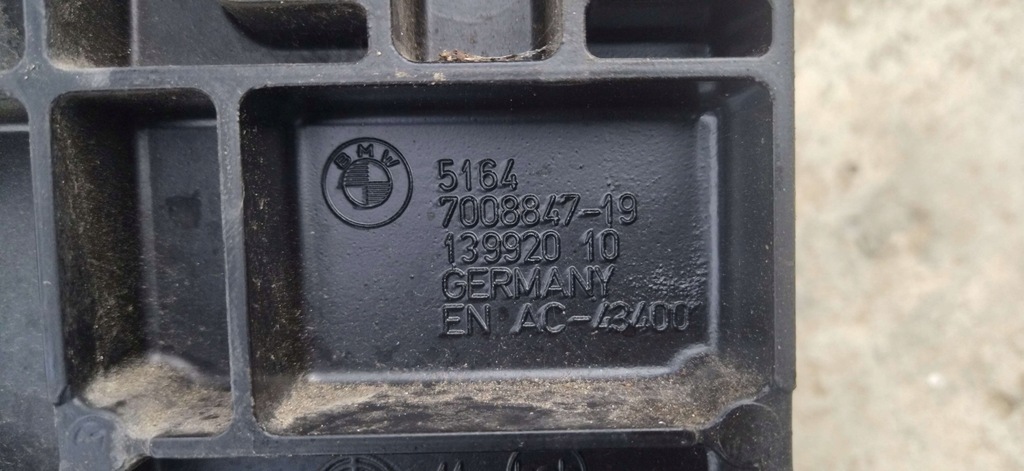 BMW
5164
7008847-19
139920 10
GERMANY
EN AC-43400